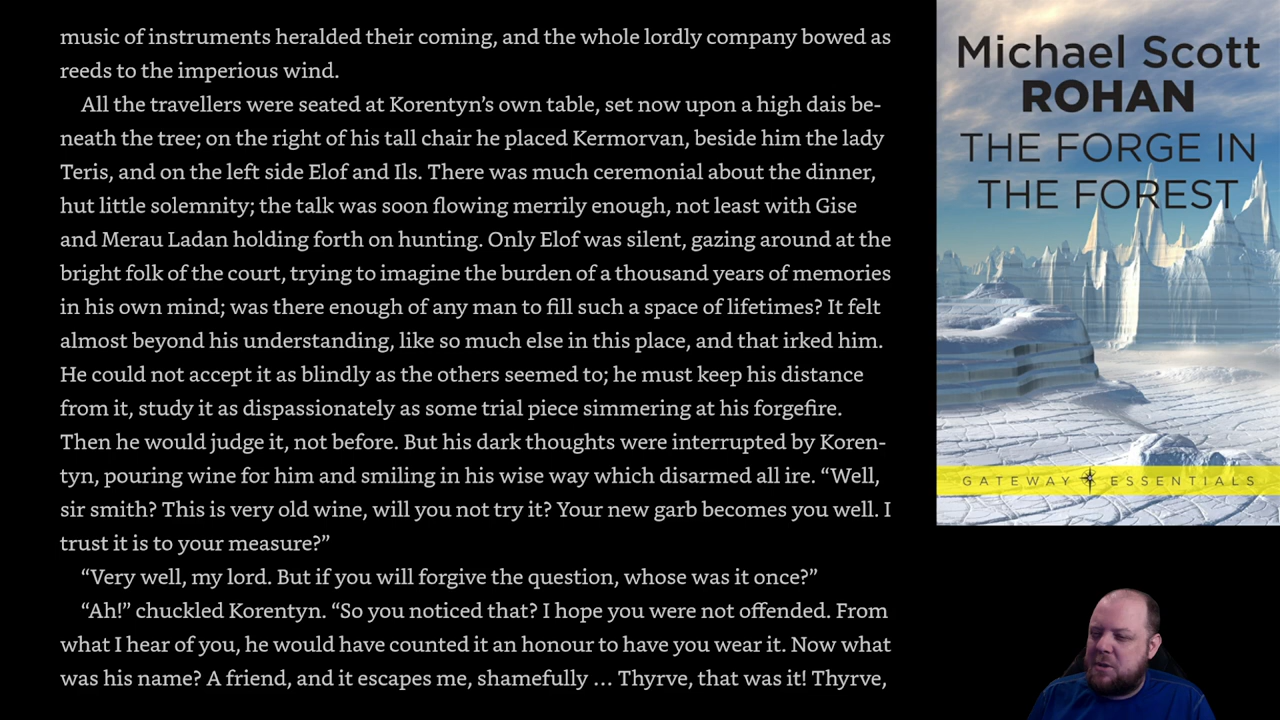 music of instruments heralded their coming, and the whole lordly company bowed as
reeds to the imperious wind.
All the travellers were seated at Korentyn’s own table, set now upon a high dais be-
neath the tree; on the right of his tall chair he placed Kermorvan, beside him the lady
Teris, and on the left side Elof and Ils. There was much ceremonial about the dinner,
hut little solemnity; the talk was soon flowing merrily enough, not least with Gise
and Merau Ladan holding forth on hunting. Only Elof was silent, gazing around at the
bright folk of the court, trying to imagine the burden of a thousand years of memories
in his own mind; was there enough of any man to fill such a space of lifetimes? It felt
almost beyond his understanding, like so much else in this place, and that irked him.
He could not accept it as blindly as the others seemed to; he must keep his distance
from it, study it as dispassionately as some trial piece simmering at his forgefire.
Then he would judge it, not before. But his dark thoughts were interrupted by Koren-
tyn, pouring wine for him and smiling in his wise way which disarmed all ire. “Well,
sir smith? This is very old wine, will you not try it? Your new garb becomes you well. I
trust it is to your measure?”
“Very well, my lord. But if you will forgive the question, whose was it once?”
“Ah!” chuckled Korentyn. “So you noticed that? I hope you were not offended. From
what I hear of you, he would have counted it an honour to have you wear it. Now what
was his name? A friend, and it escapes me, shamefully … Thyrve, that was it! Thyrve,
Michael Scott
ROHAN
THE FORGE IN
THE FOREST
GATEWAY ESSENTIALS